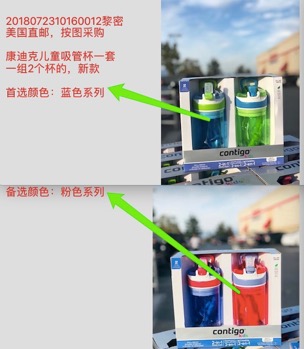 2018072310160012黎密
美国直邮，按图采购
康迪克儿童吸管杯一套
一组2个杯的，新款
首选颜色：蓝色系列
contigo
备选颜色：粉色系列
contigo